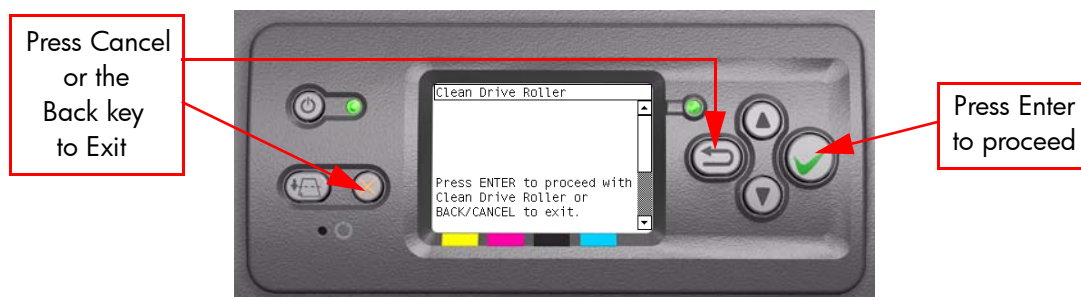 Press Cancel
or the
Back key
to Exit
Clean Drive Roller
Press ENTER to proceed with
Clean Drive Roller or
BACK/CANCEL to exit.
Press Enter
to proceed